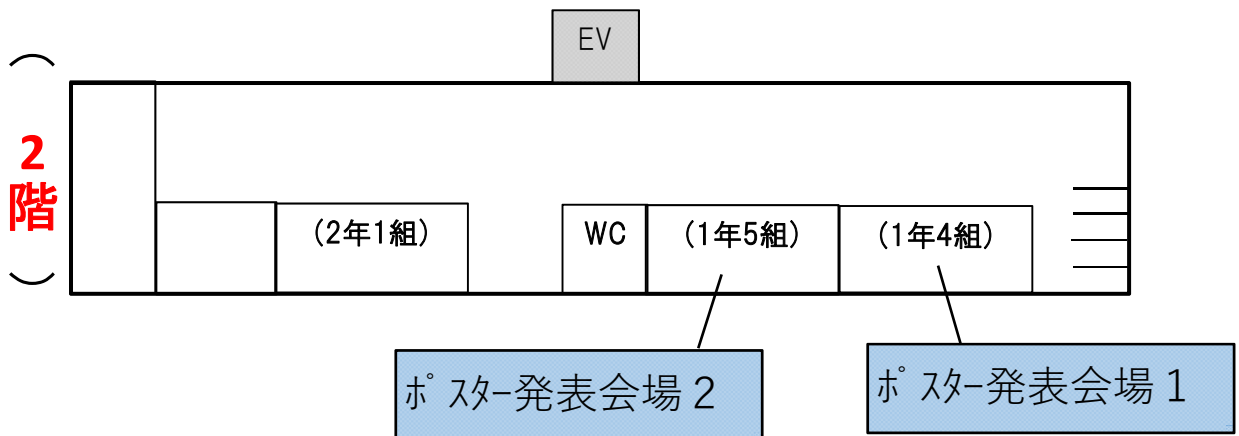 EV
（2階）
(2年1組)
WC
(1年5組)
(1年4組)
ﾎﾟｽﾀｰ発表会場２
ﾎﾟｽﾀｰ発表会場１